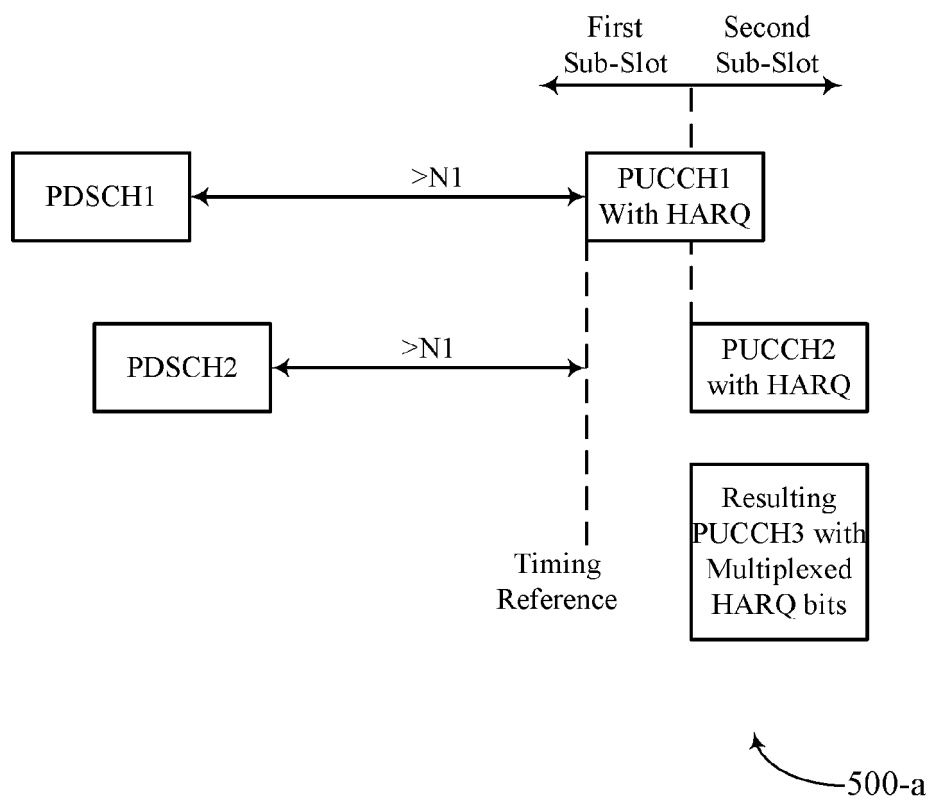 First
Sub-Slot
Second
Sub-Slot
PDSCH1
>N1
PUCCH1
With HARQ
PDSCH2
>N1
PUCCH2
with HARQ
Resulting
PUCCH3 with
Multiplexed
HARQ bits
Timing
Reference
500-a